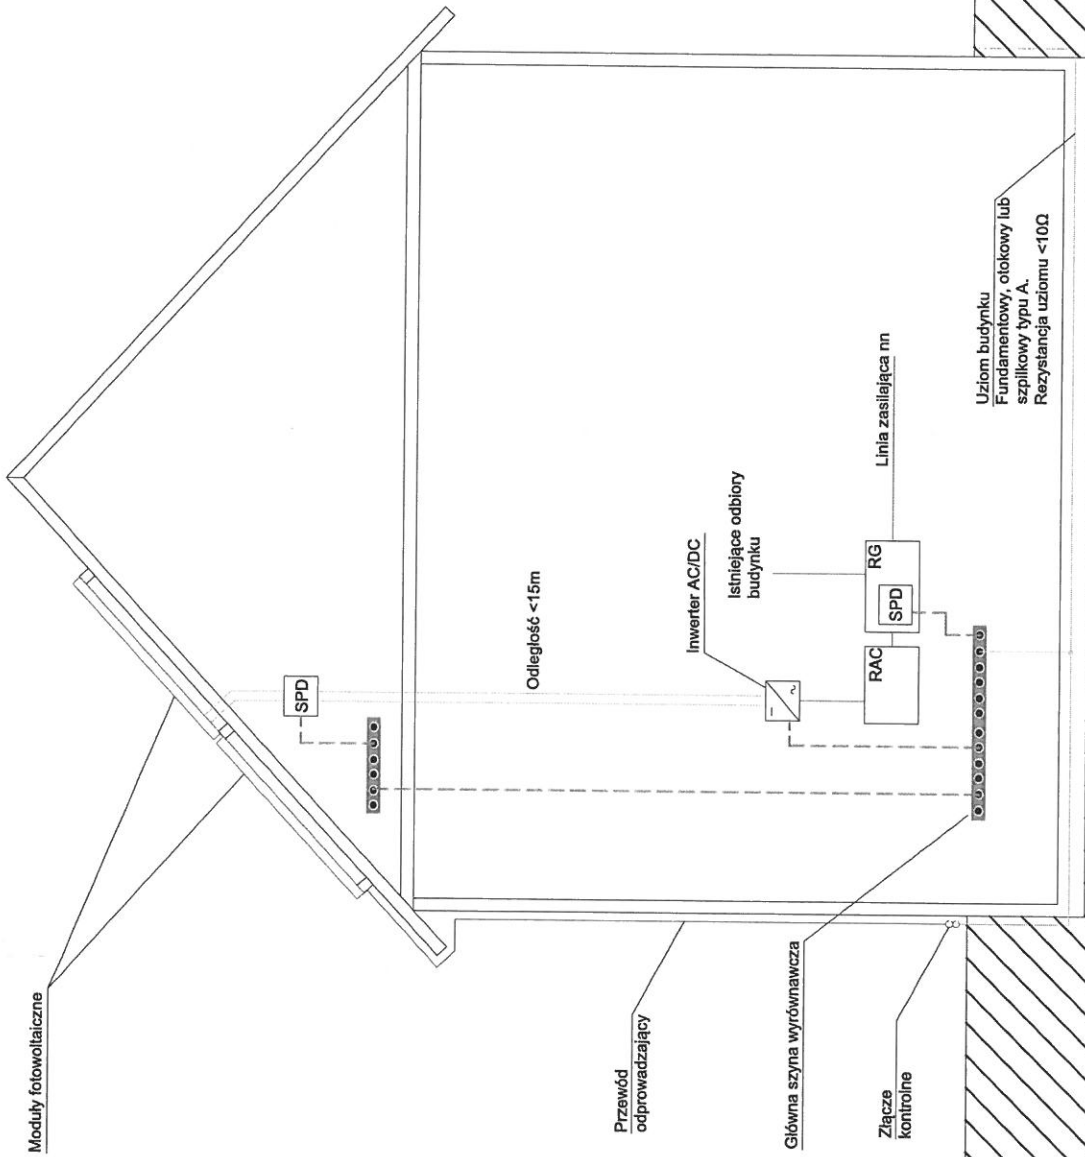 Moduły fotowoltaiczne
SPD
Odległość <15m
Inwerter AC/DC
Istniejące odbiory
budynku
RG
SPD
RAC
Linia zasilająca nn
Przewód
odprowadzający
Główna szyna wyrównawcza
Złącze
kontrolne
Uziom budynku
Fundamentowy, otokowy lub
szpilkowy typu A.
Rezystancja uziomu <10Ω